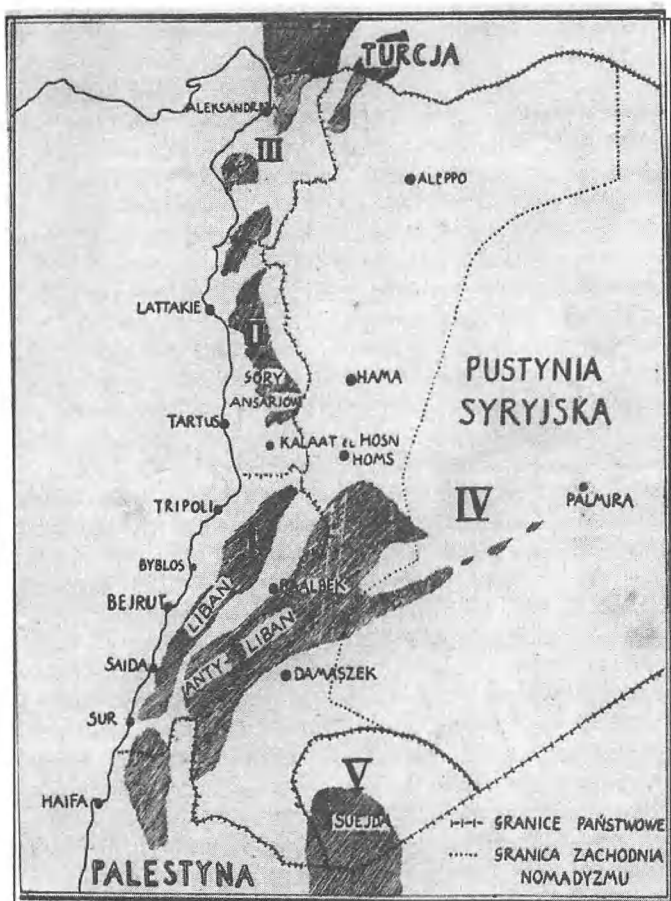 TURCJA
ALEKSANDRETA
III
ALEPPO
LATTAKIE
GÓRY
ANSARJÓW
HAMA
PUSTYNIA
SYRYJSKA
TARTUS
KALAAT EL HOSN
HOMS
IV
PALMIRA
TRIPOLI
I
BYBLOS
BAALBEK
BEJRUT
LIBAN
ANTY-LIBAN
SAIDA
DAMASZEK
SUR
V
HAIFA
SUEJDA
PALESTYNA
GRANICE PAŃSTWOWE
GRANICA ZACHODNIA
NOMADYZMU